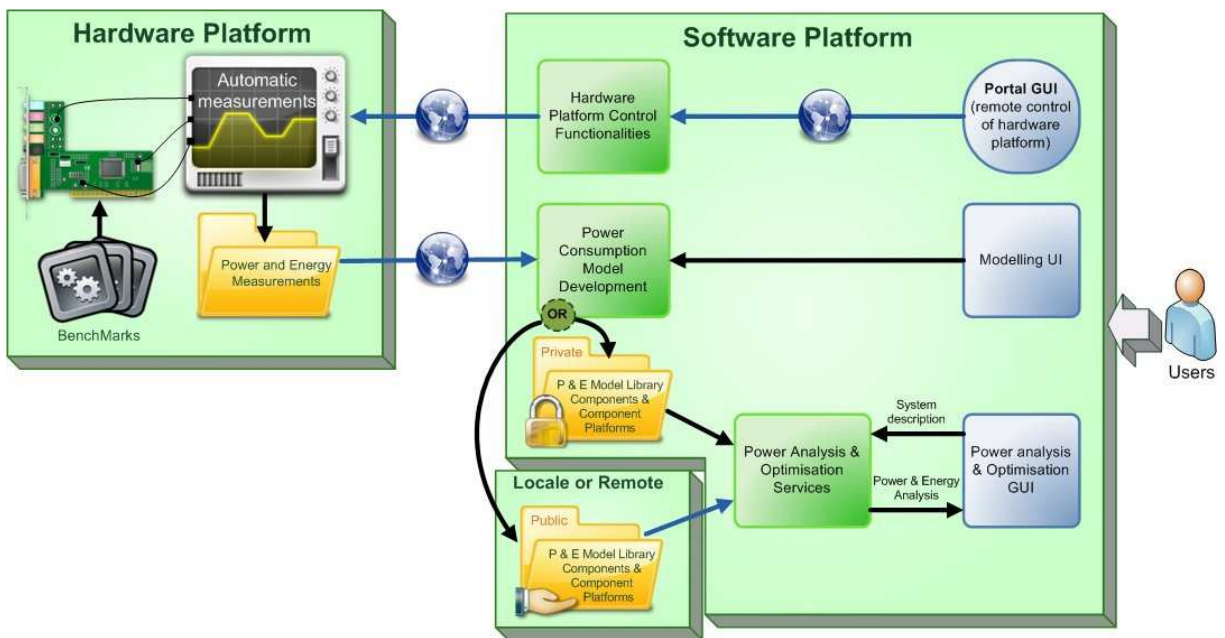 Hardware Platform
Automatic
measurements
Power and Energy
Measurements
BenchMarks
Software Platform
Hardware
Platform Control
Functionalities
Portal GUI
(remote control
of hardware
platform)
Power
Consumption
Model
Development
Modelling UI
OR
Private
P & E Model Library
Components &
Component
Platforms
Users
System
description
Power Analysis &
Optimisation
Services
Power & Energy
Analysis
Power analysis
& Optimisation
GUI
Locale or Remote
Public
P & E Model Library
Components &
Component
Platforms